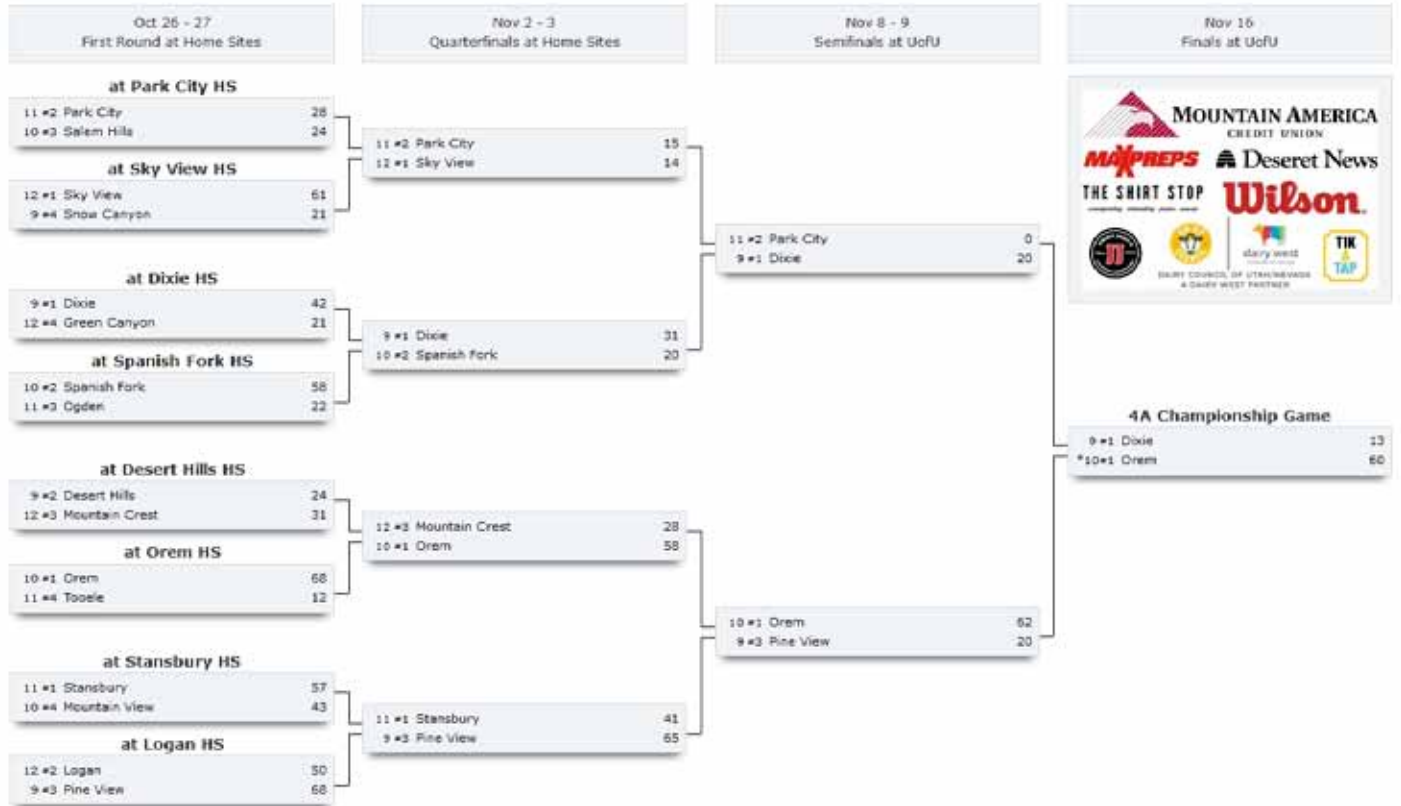 Oct 26 - 27
First Round at Home Sites
Nov 2 - 3
Quarterfinals at Home Sites
Nov 8 - 9
Semifinals at UofU
Nov 16
Finals at UofU
at Park City HS
11 #2 Park City 28
10 #3 Salem Hills 24
at Sky View HS
12 #1 Sky View 61
9 #4 Snow Canyon 21
at Dixie HS
9 #1 Dixie 42
12 #4 Green Canyon 21
at Spanish Fork HS
10 #2 Spanish Fork 58
11 #3 Ogden 22
at Desert Hills HS
9 #2 Desert Hills 24
12 #3 Mountain Crest 31
at Orem HS
10 #1 Orem 68
11 #4 Tooele 12
at Stansbury HS
11 #1 Stansbury 57
10 #4 Mountain View 43
at Logan HS
12 #2 Logan 50
9 #3 Pine View 68
11 #2 Park City 15
12 #1 Sky View 14
9 #1 Dixie 31
10 #2 Spanish Fork 20
12 #3 Mountain Crest 28
10 #1 Orem 58
11 #1 Stansbury 41
9 #3 Pine View 65
11 #2 Park City 0
9 #1 Dixie 20
10 #1 Orem 62
9 #3 Pine View 20
MOUNTAIN AMERICA
CREDIT UNION
MAXPREPS Deseret News
THE SHIRT STOP Wilson.
dairy west
TIK
A
TAP
DAIRY COUNCIL OF UTAH/NEVADA
A DAIRY WEST PARTNER
4A Championship Game
9 #1 Dixie 13
*10#1 Orem 60